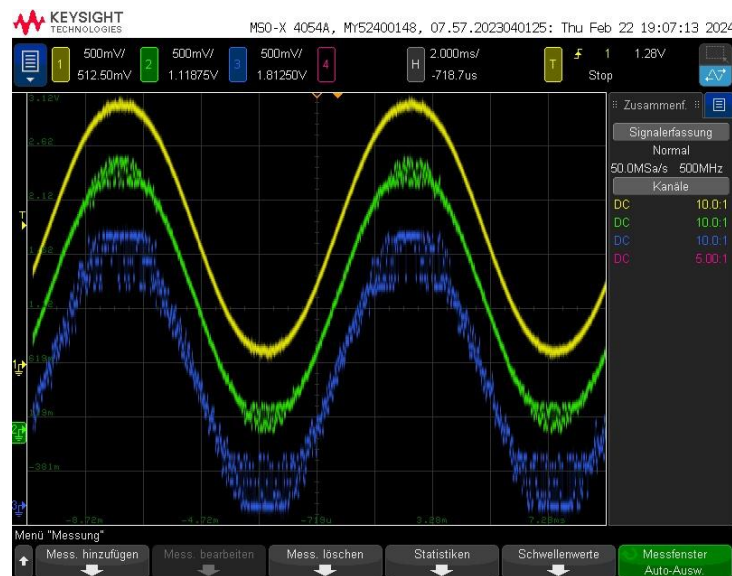 KEYSIGHT
TECHNOLOGIES
MSO-X 4054A, MY52400148, 07.57.2023040125: Thu Feb 22 19:07:13 2024
1 500mV/ 2 500mV/ 3 500mV/ 4 H 2.000ms/ T 1 1.28V
512.50mV 1.11875V 1.81250V -718.7us Stop
3.12V
Zusammenf.
Signalerfassung
2.62
Normal
50.0MSa/s 500MHz
Kanäle
2.12
DC 10.0:1
T
DC 10.0:1
DC 10.0:1
DC 5.00:1
1
619m
2
-381m
3
-8.72m -4.72m -719u 3.28m 7.28ms
Menü "Messung"
Mess. hinzufügen Mess. bearbeiten Mess. löschen Statistiken Schwellenwerte Messfenster
Auto-Ausw.